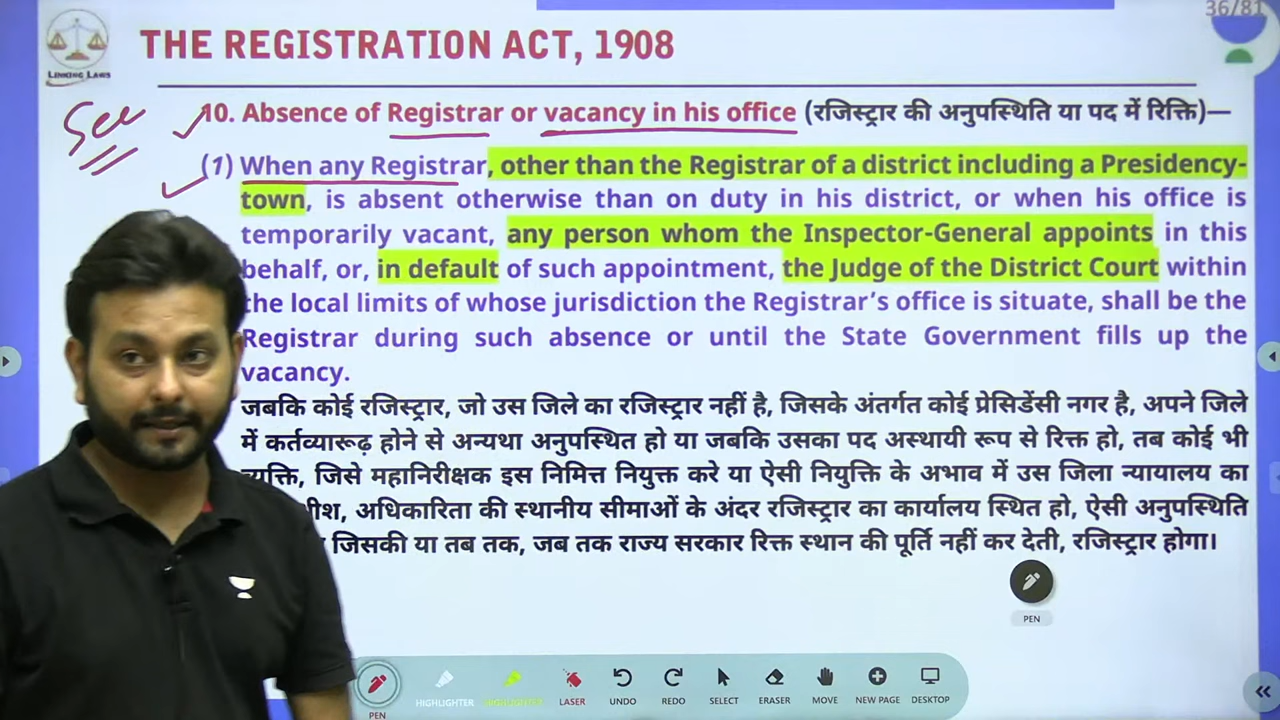 36/81
LINKING LAWS
THE REGISTRATION ACT, 1908
See
10. Absence of Registrar or vacancy in his office (रजिस्ट्रार की अनुपस्थिति या पद में रिक्ति)—
(1) When any Registrar, other than the Registrar of a district including a Presidency-
town, is absent otherwise than on duty in his district, or when his office is
temporarily vacant, any person whom the Inspector-General appoints in this
behalf, or, in default of such appointment, the Judge of the District Court within
the local limits of whose jurisdiction the Registrar's office is situate, shall be the
Registrar during such absence or until the State Government fills up the
vacancy.
जबकि कोई रजिस्ट्रार, जो उस जिले का रजिस्ट्रार नहीं है, जिसके अंतर्गत कोई प्रेसिडेंसी नगर है, अपने जिले
में कर्तव्यारूढ़ होने से अन्यथा अनुपस्थित हो या जबकि उसका पद अस्थायी रूप से रिक्त हो, तब कोई भी
व्यक्ति, जिसे महानिरीक्षक इस निमित्त नियुक्त करे या ऐसी नियुक्ति के अभाव में उस जिला न्यायालय का
अधिकारिता की स्थानीय सीमाओं के अंदर रजिस्ट्रार का कार्यालय स्थित हो, ऐसी अनुपस्थिति
जिसकी या तब तक, जब तक राज्य सरकार रिक्त स्थान की पूर्ति नहीं कर देती, रजिस्ट्रार होगा।
PEN
PEN
HIGHLIGHTER
HIGHLIGHTER
LASER
UNDO
REDO
SELECT
ERASER
MOVE
NEW PAGE
DESKTOP